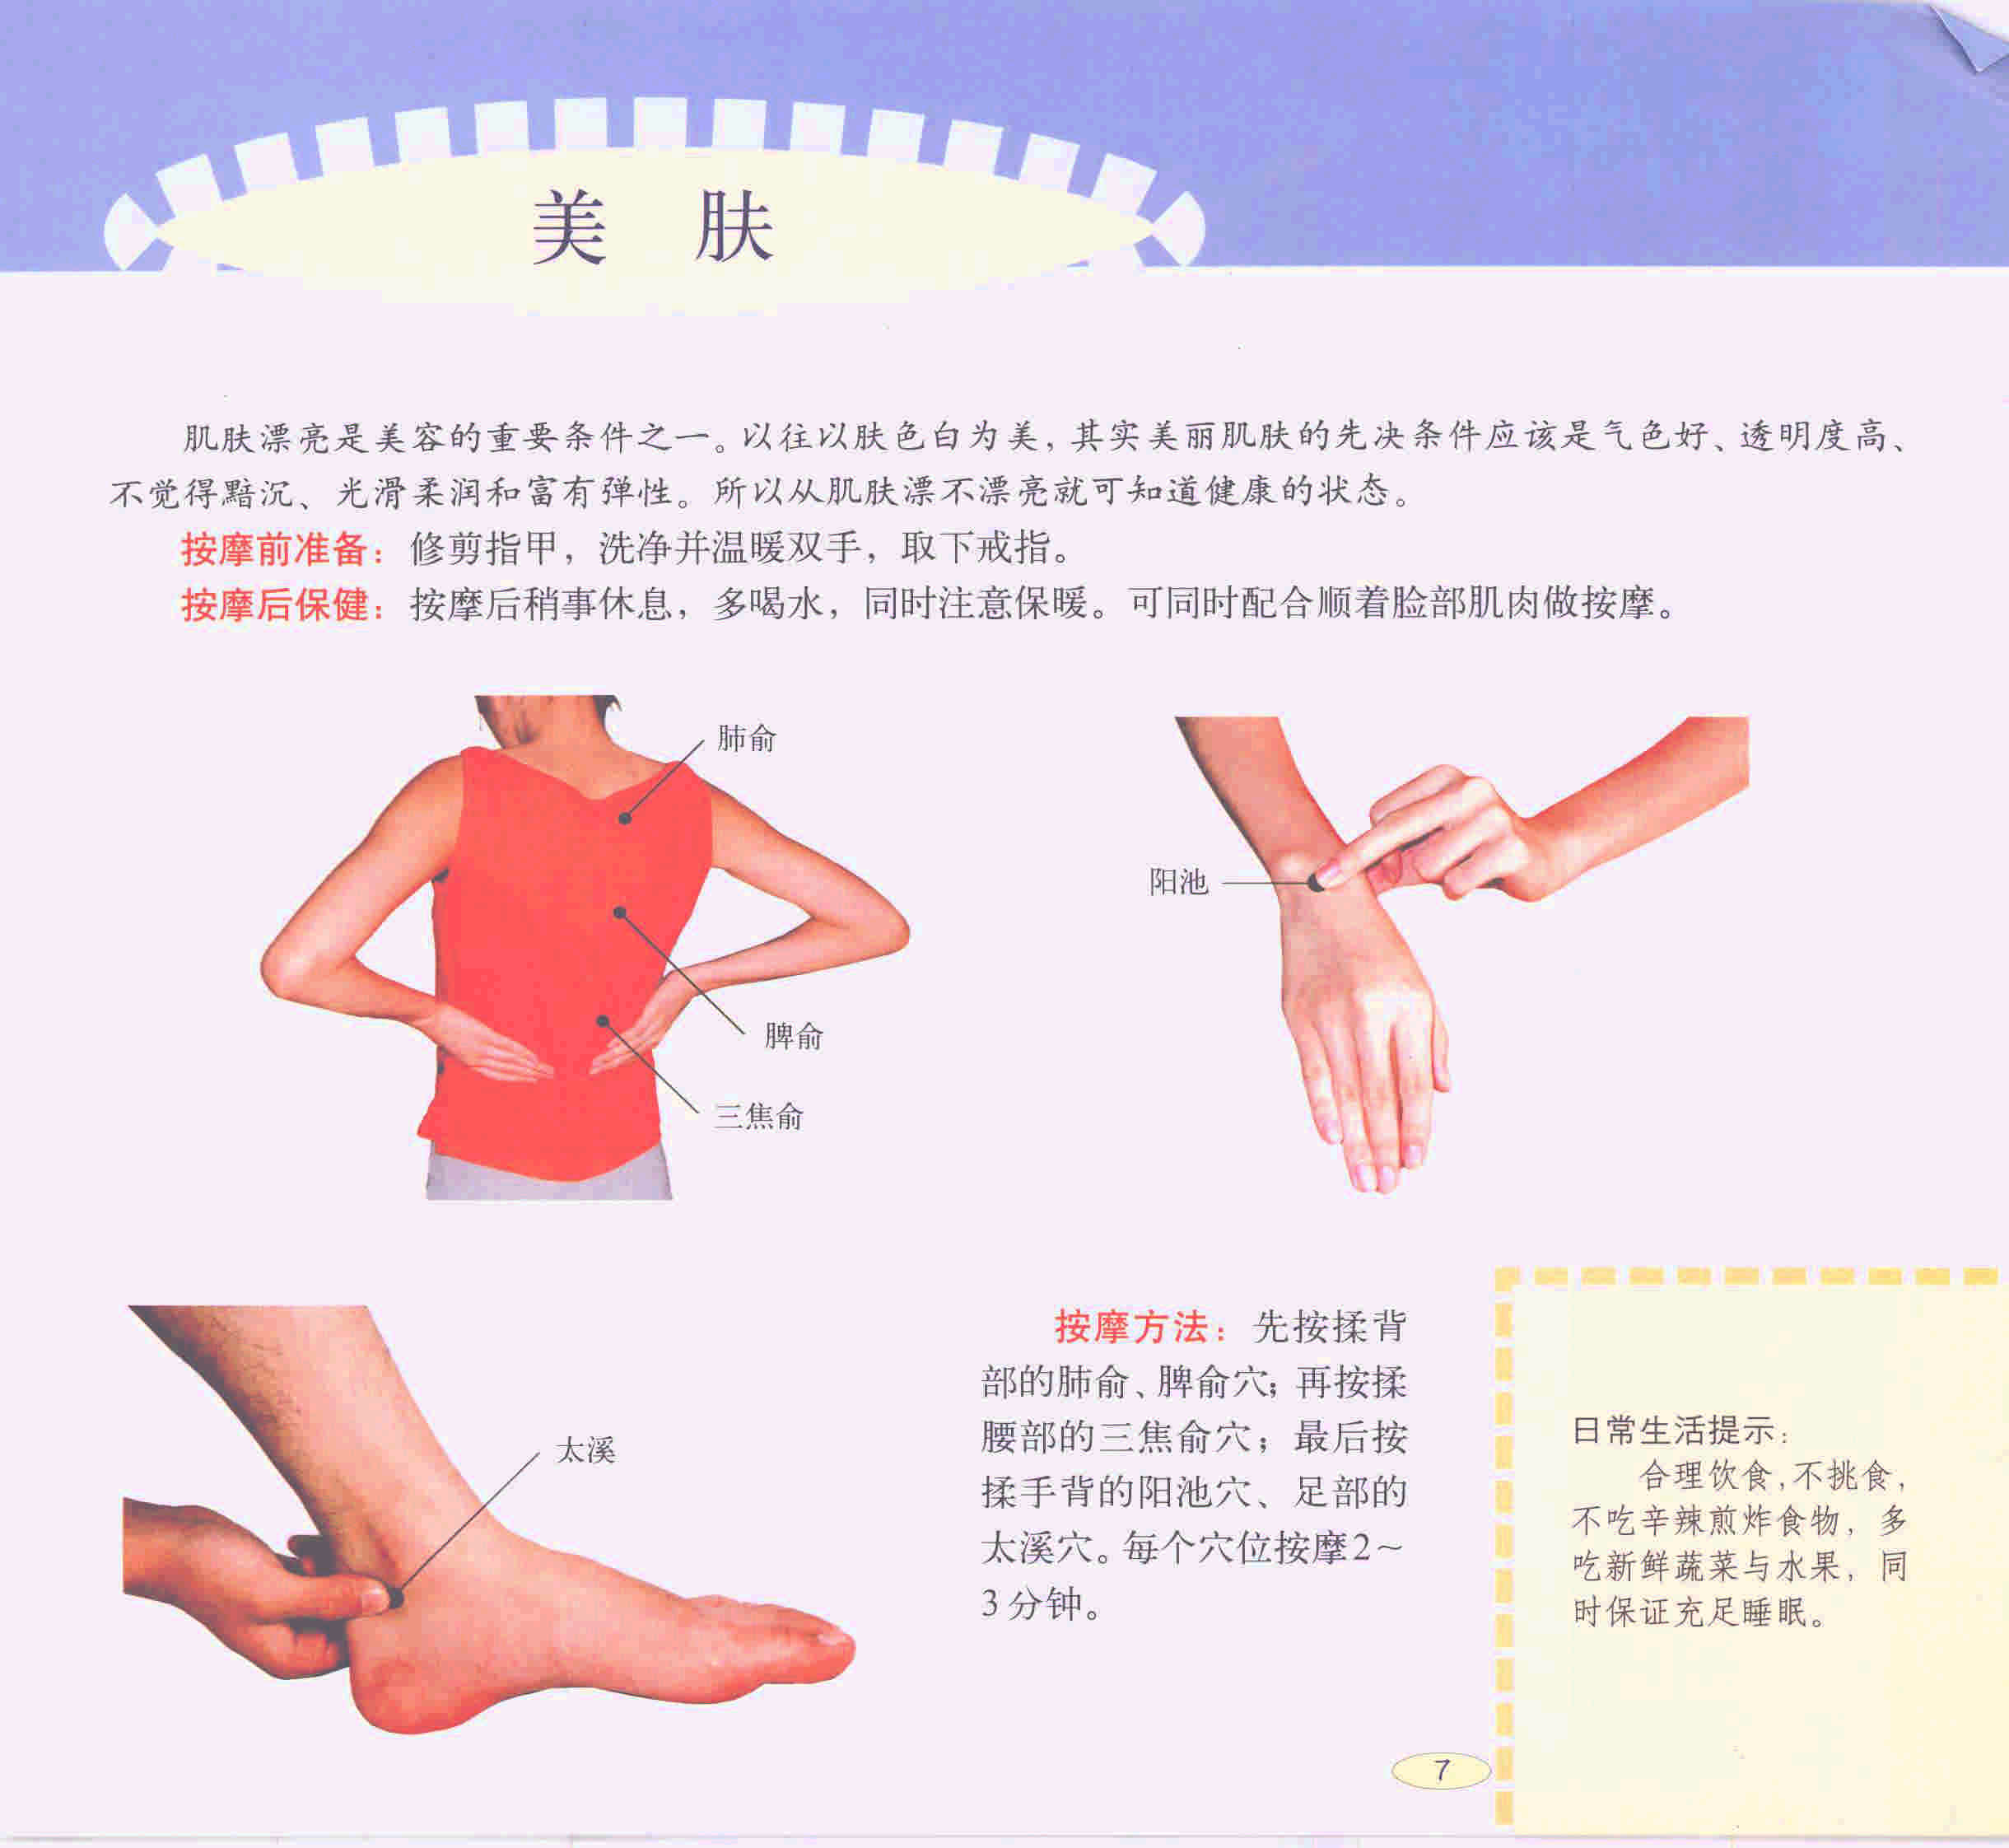 美 肤
肌肤漂亮是美容的重要条件之一。以往以肤色白为美，其实美丽肌肤的先决条件应该是气色好、透明度高、
不觉得黯沉、光滑柔润和富有弹性。所以从肌肤漂不漂亮就可知道健康的状态。
按摩前准备：修剪指甲，洗净并温暖双手，取下戒指。
按摩后保健：按摩后稍事休息，多喝水，同时注意保暖。可同时配合顺着脸部肌肉做按摩。
肺俞
脾俞
三焦俞
阳池
太溪
按摩方法：先按揉背
部的肺俞、脾俞穴；再按揉
腰部的三焦俞穴；最后按
揉手背的阳池穴、足部的
太溪穴。每个穴位按摩2～
3分钟。
日常生活提示：
合理饮食，不挑食，
不吃辛辣煎炸食物，多
吃新鲜蔬菜与水果，同
时保证充足睡眠。
7